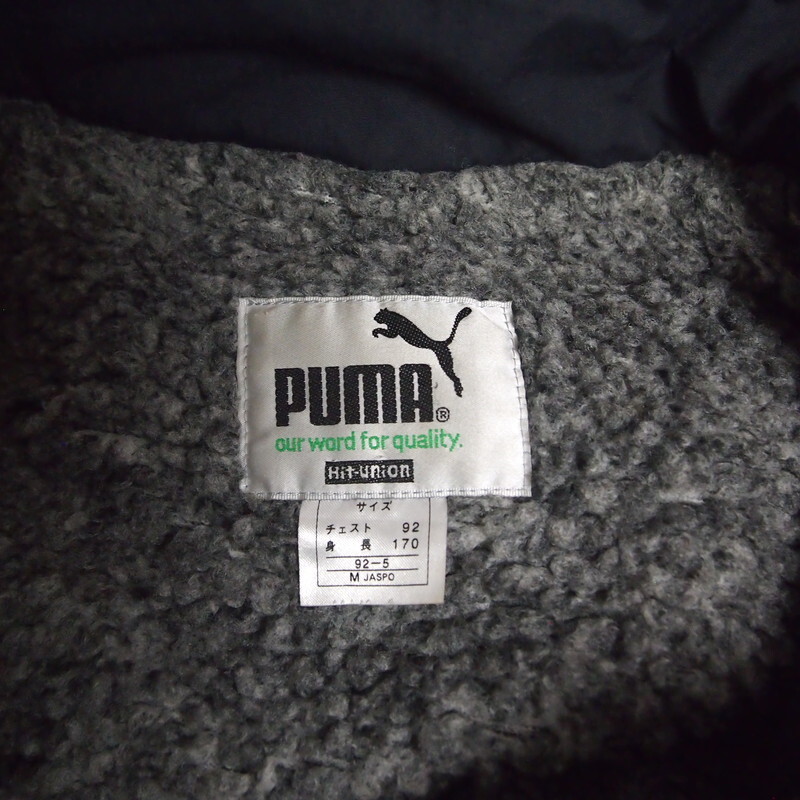 PUMA®
our word for quality.
Hit-union
サイズ
チェスト 92
身長 170
92-5
M JASPO